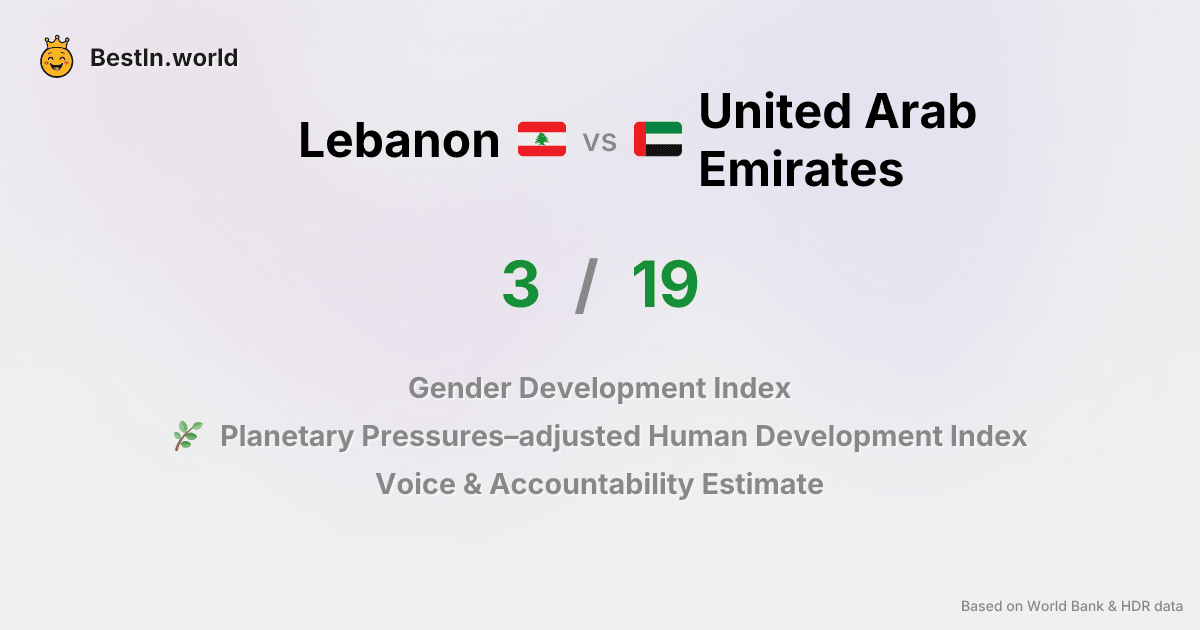 BestIn.world
Lebanon vs United Arab
Emirates
3 / 19
Gender Development Index
Planetary Pressures–adjusted Human Development Index
Voice & Accountability Estimate
Based on World Bank & HDR data